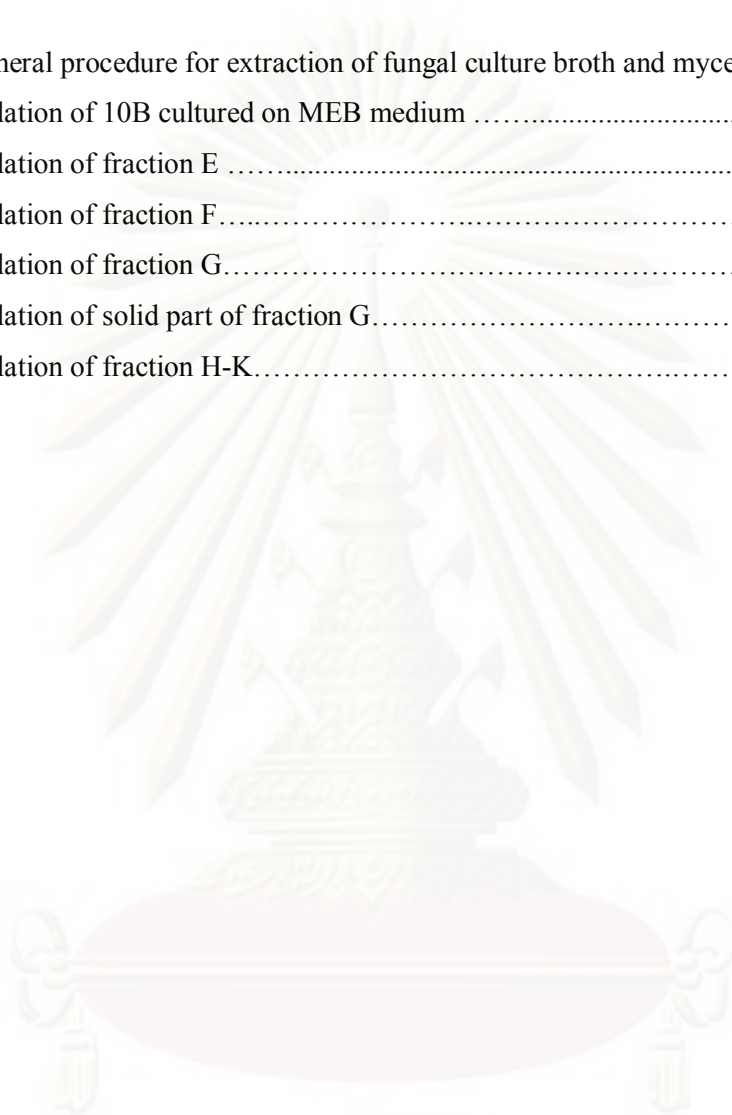 neral procedure for extraction of fungal culture broth and myce
lation of 10B cultured on MEB medium ……............................
lation of fraction E ……..................................................................
lation of fraction F…..……………………..……………………………
lation of fraction G…………………………………..…………………
lation of solid part of fraction G…………………………..…………
lation of fraction H-K………………………………………..………